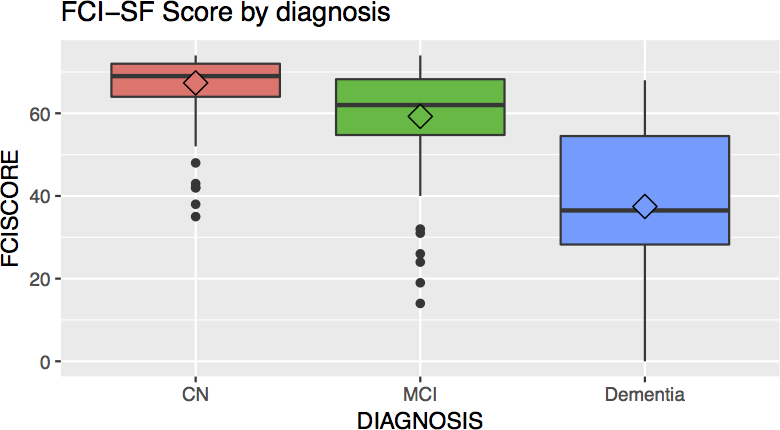 FCI−SF Score by diagnosis
FCISCORE
60
40
20
0
CN MCI Dementia
DIAGNOSIS